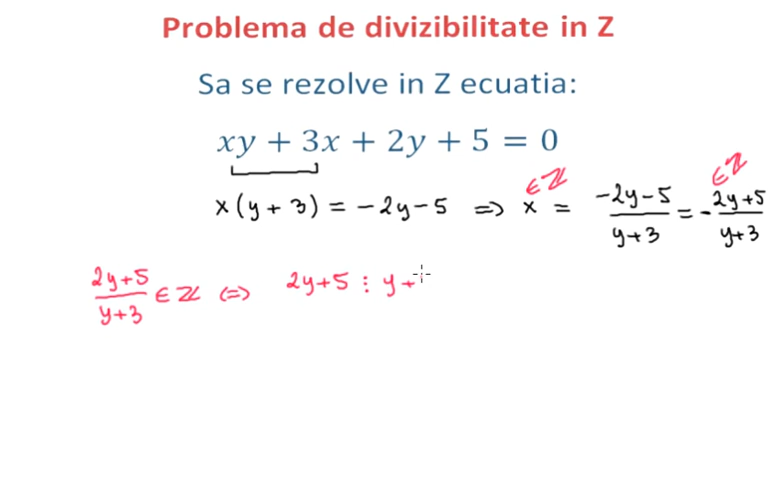 Problema de divizibilitate in Z
Sa se rezolve in Z ecuatia:
xy + 3x + 2y + 5 = 0
x(y+3) = -2y-5 => x ∈ℤ = (-2y-5)/(y+3) = - (2y+5)/(y+3) ∈ℤ
(2y+5)/(y+3) ∈ ℤ <=> 2y+5 ⋮ y+